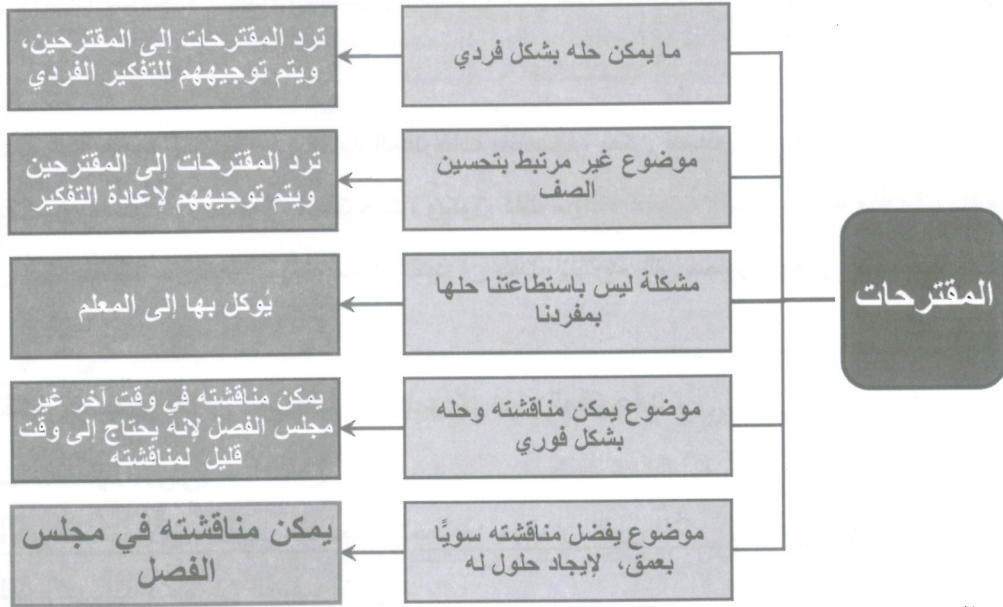 المقترحات
ما يمكن حله بشكل فردي
ترد المقترحات إلى المقترحين،
ويتم توجيههم للتفكير الفردي
موضوع غير مرتبط بتحسين
الصف
ترد المقترحات إلى المقترحين
ويتم توجيههم لإعادة التفكير
مشكلة ليس باستطاعتنا حلها
بمفردنا
يُوكل بها إلى المعلم
موضوع يمكن مناقشته وحله
بشكل فوري
يمكن مناقشته في وقت آخر غير
مجلس الفصل لانه يحتاج إلى وقت
قليل لمناقشته
موضوع يفضل مناقشته سويًا
بعمق، لإيجاد حلول له
يمكن مناقشته في مجلس
الفصل